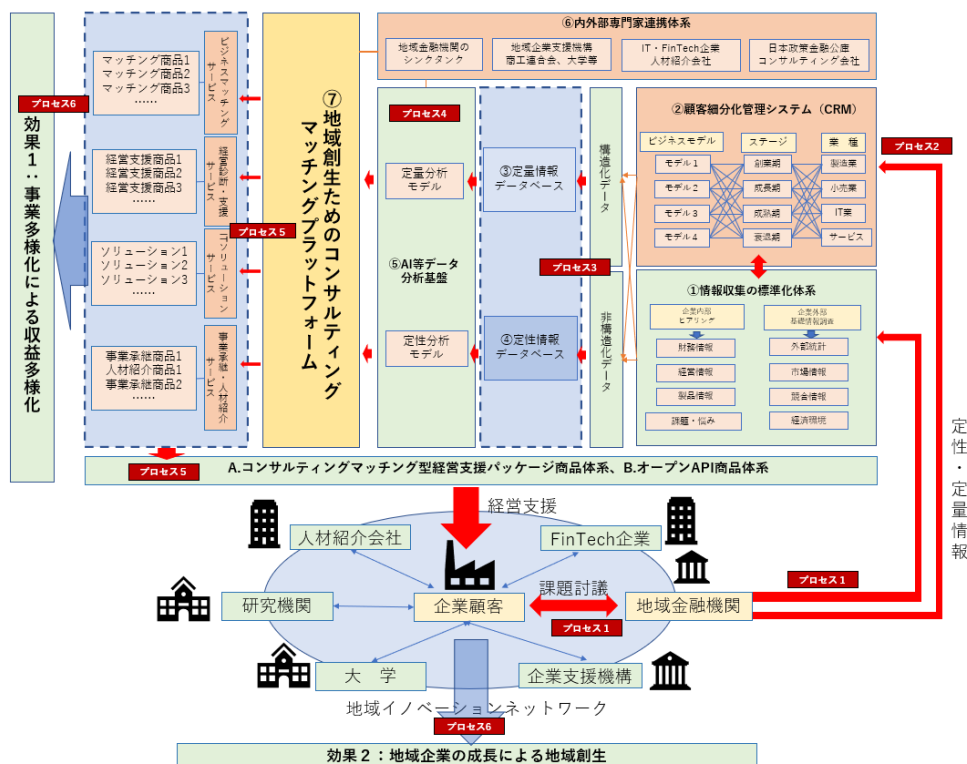 ⑥内外部専門家連携体系
地域金融機関の
シンクタンク
地域企業支援機構
商工連合会、大学等
IT・FinTech企業
人材紹介会社
日本政策金融公庫
コンサルティング会社
効果１：事業多様化による収益多様化
プロセス6
マッチング商品1
マッチング商品2
マッチング商品3
……
ビジネスマッチング
サービス
経営支援商品1
経営支援商品2
経営支援商品3
……
経営診断・支援
サービス
ソリューション1
ソリューション2
ソリューション3
……
ITソリューション
サービス
事業承継商品1
人材紹介商品1
事業承継商品2
……
事業承継・人材紹介
サービス
プロセス５
⑦地域創生ためのコンサルティング
マッチングプラットフォーム
プロセス4
定量分析
モデル
⑤AI等データ
分析基盤
定性分析
モデル
③定量情報
データベース
④定性情報
データベース
プロセス3
構造化データ
非構造化データ
②顧客細分化管理システム（CRM）
ビジネスモデル
ステージ
業　種
モデル１
創業期
製造業
モデル２
成長期
小売業
モデル３
成熟期
IT業
モデル４
衰退期
サービス
プロセス2
①情報収集の標準化体系
企業内部
ヒアリング
企業外部
基礎情報調査
財務情報
外部統計
経営情報
市場情報
製品情報
競合情報
課題・悩み
経済環境
定性・定量情報
プロセス５
A.コンサルティングマッチング型経営支援パッケージ商品体系、B.オープンAPI商品体系
経営支援
人材紹介会社
FinTech企業
研究機関
企業顧客
課題討議
プロセス１
地域金融機関
プロセス１
大　学
企業支援機構
地域イノベーションネットワーク
プロセス6
効果２：地域企業の成長による地域創生